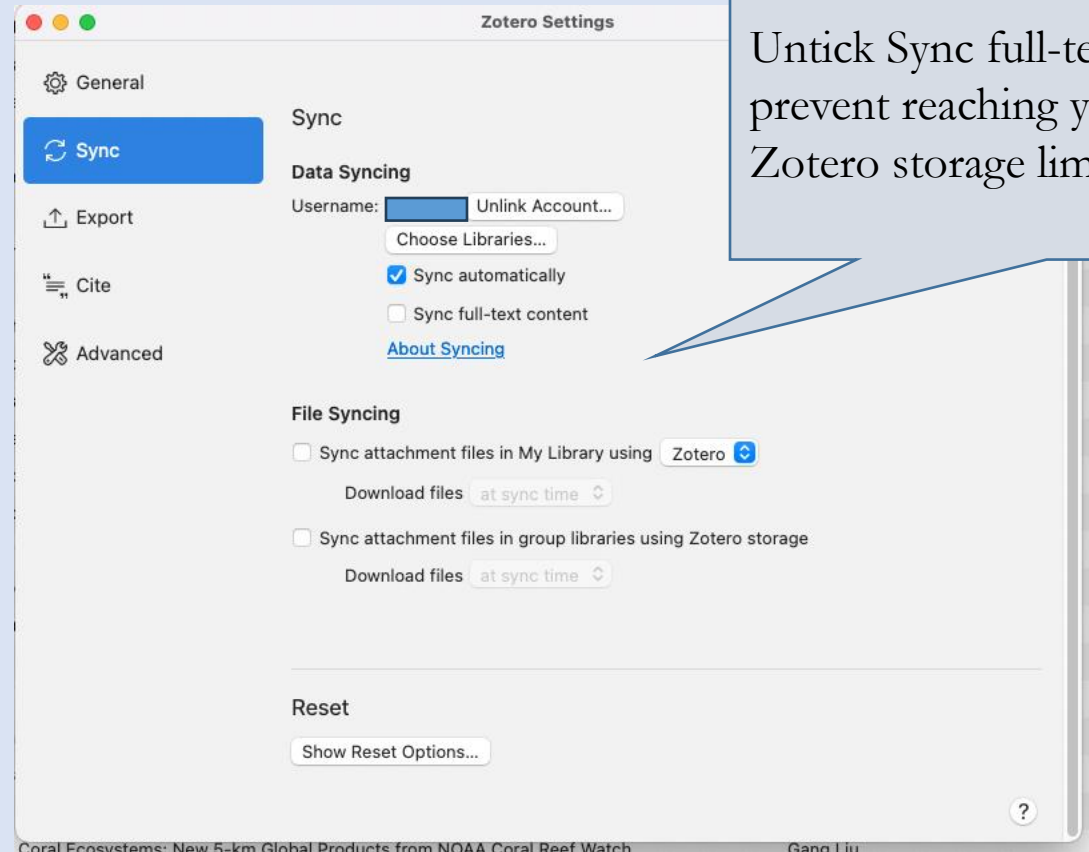 Zotero Settings
Untick Sync full-te
prevent reaching y
Zotero storage lim
General
Sync
Export
Cite
Advanced
Sync
Data Syncing
Username: Unlink Account...
Choose Libraries...
Sync automatically
Sync full-text content
About Syncing
File Syncing
Sync attachment files in My Library using Zotero
Download files at sync time
Sync attachment files in group libraries using Zotero storage
Download files at sync time
Reset
Show Reset Options...
?
Coral Ecosystems: New 5-km Global Products from NOAA Coral Reef Watch Gang Liu